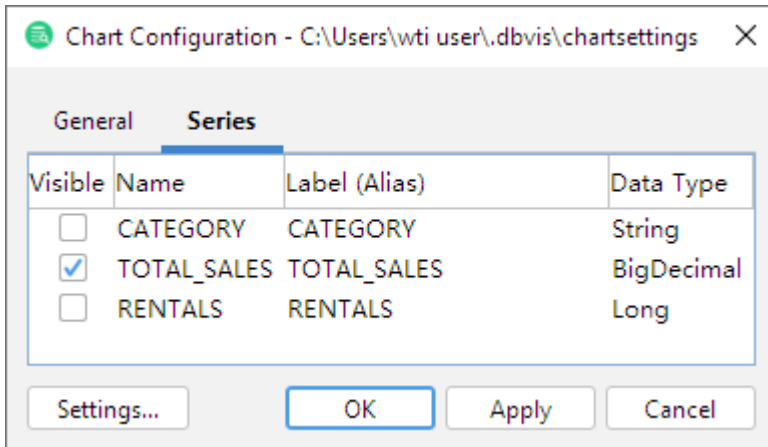 Chart Configuration - C:\Users\wti user\.dbvis\chartsettings
General Series
Visible Name Label (Alias) Data Type
CATEGORY CATEGORY String
TOTAL_SALES TOTAL_SALES BigDecimal
RENTALS RENTALS Long
Settings... OK Apply Cancel